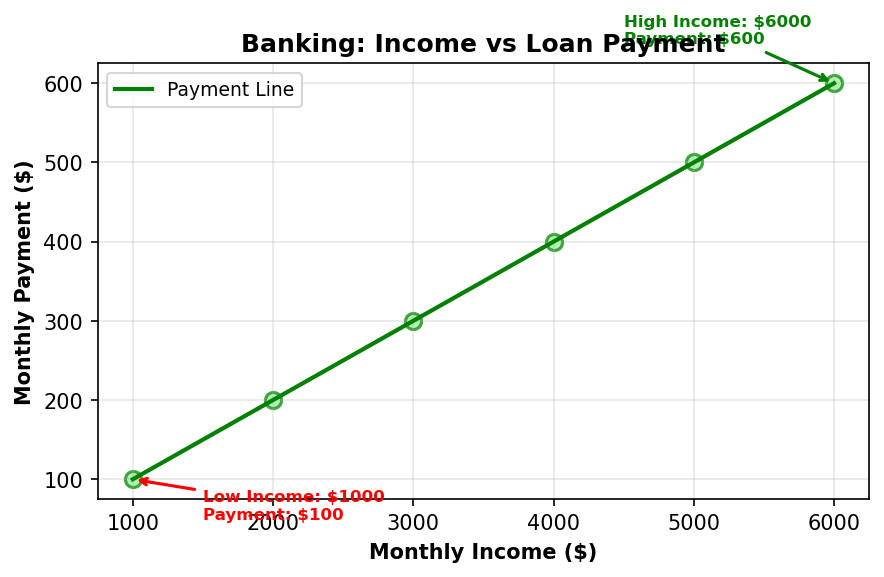 High Income: $6000
Payment: $600
Banking: Income vs Loan Payment
Payment Line
Monthly Payment ($)
600
500
400
300
200
100
Low Income: $1000
Payment: $100
1000 2000 3000 4000 5000 6000
Monthly Income ($)